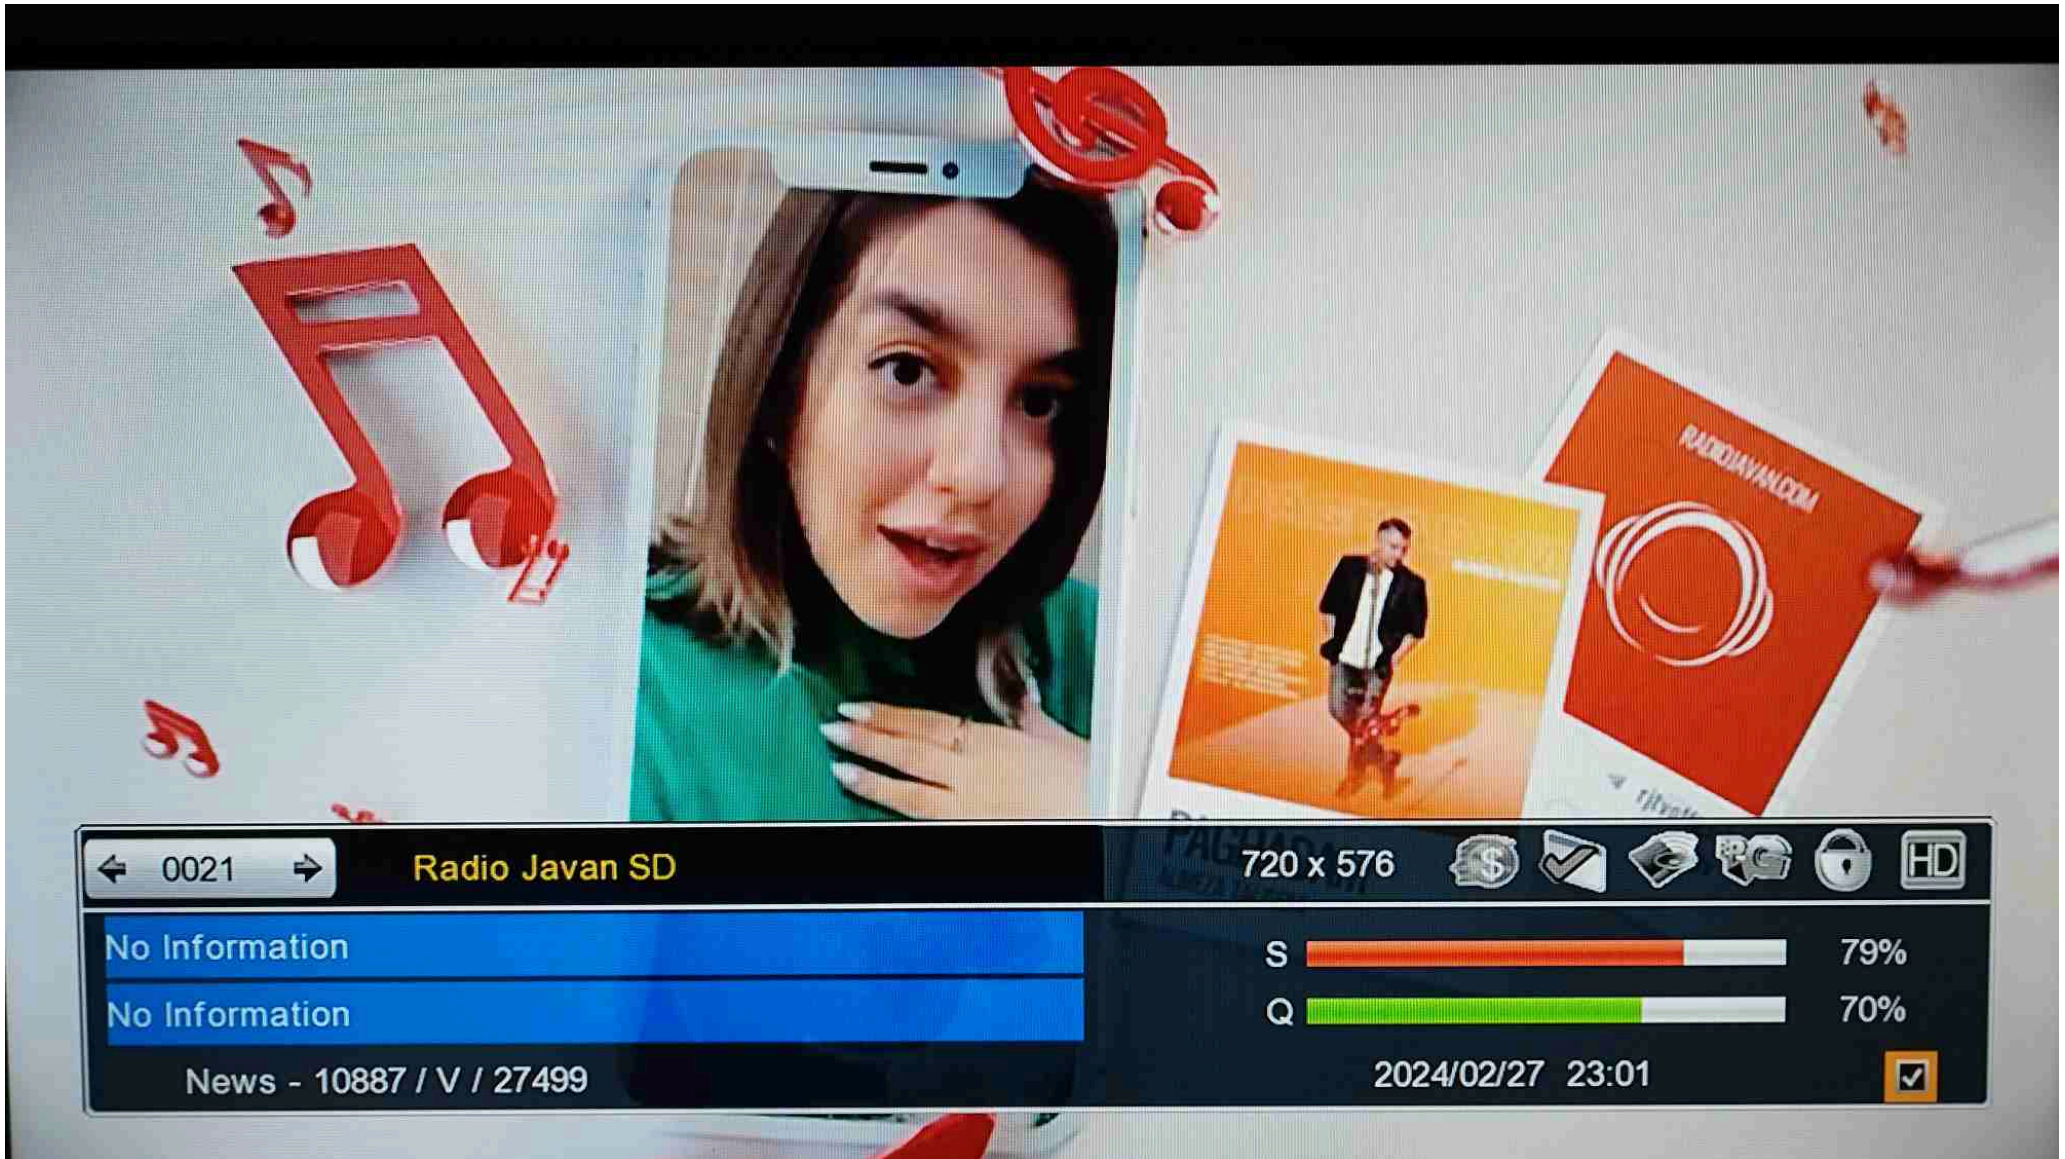 RADIOJAVAN.COM
PAGHADAM
0021
Radio Javan SD
720 x 576
HD
No Information
S
79%
No Information
Q
70%
News - 10887 / V / 27499
2024/02/27 23:01